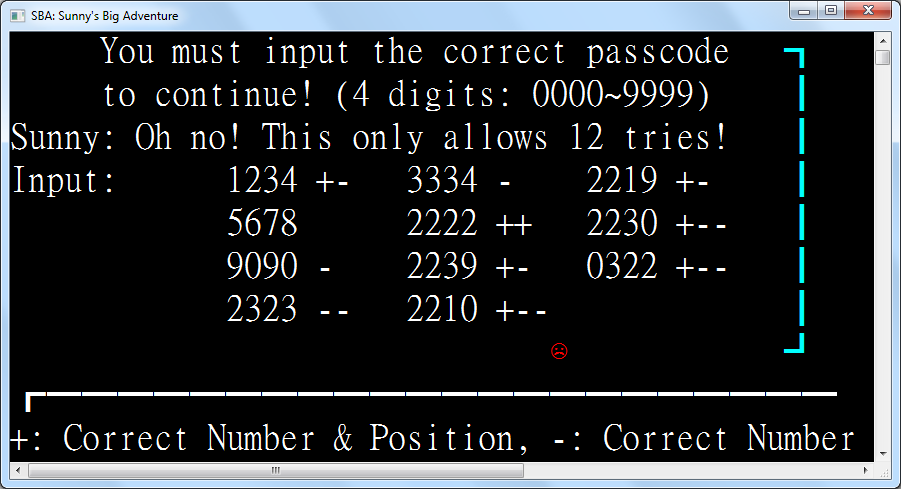 SBA: Sunny's Big Adventure
You must input the correct passcode
to continue! (4 digits: 0000~9999)
Sunny: Oh no! This only allows 12 tries!
Input: 1234 +- 3334 - 2219 +-
5678 2222 ++ 2230 +--
9090 - 2239 +- 0322 +--
2323 -- 2210 +--
+: Correct Number & Position, -: Correct Number